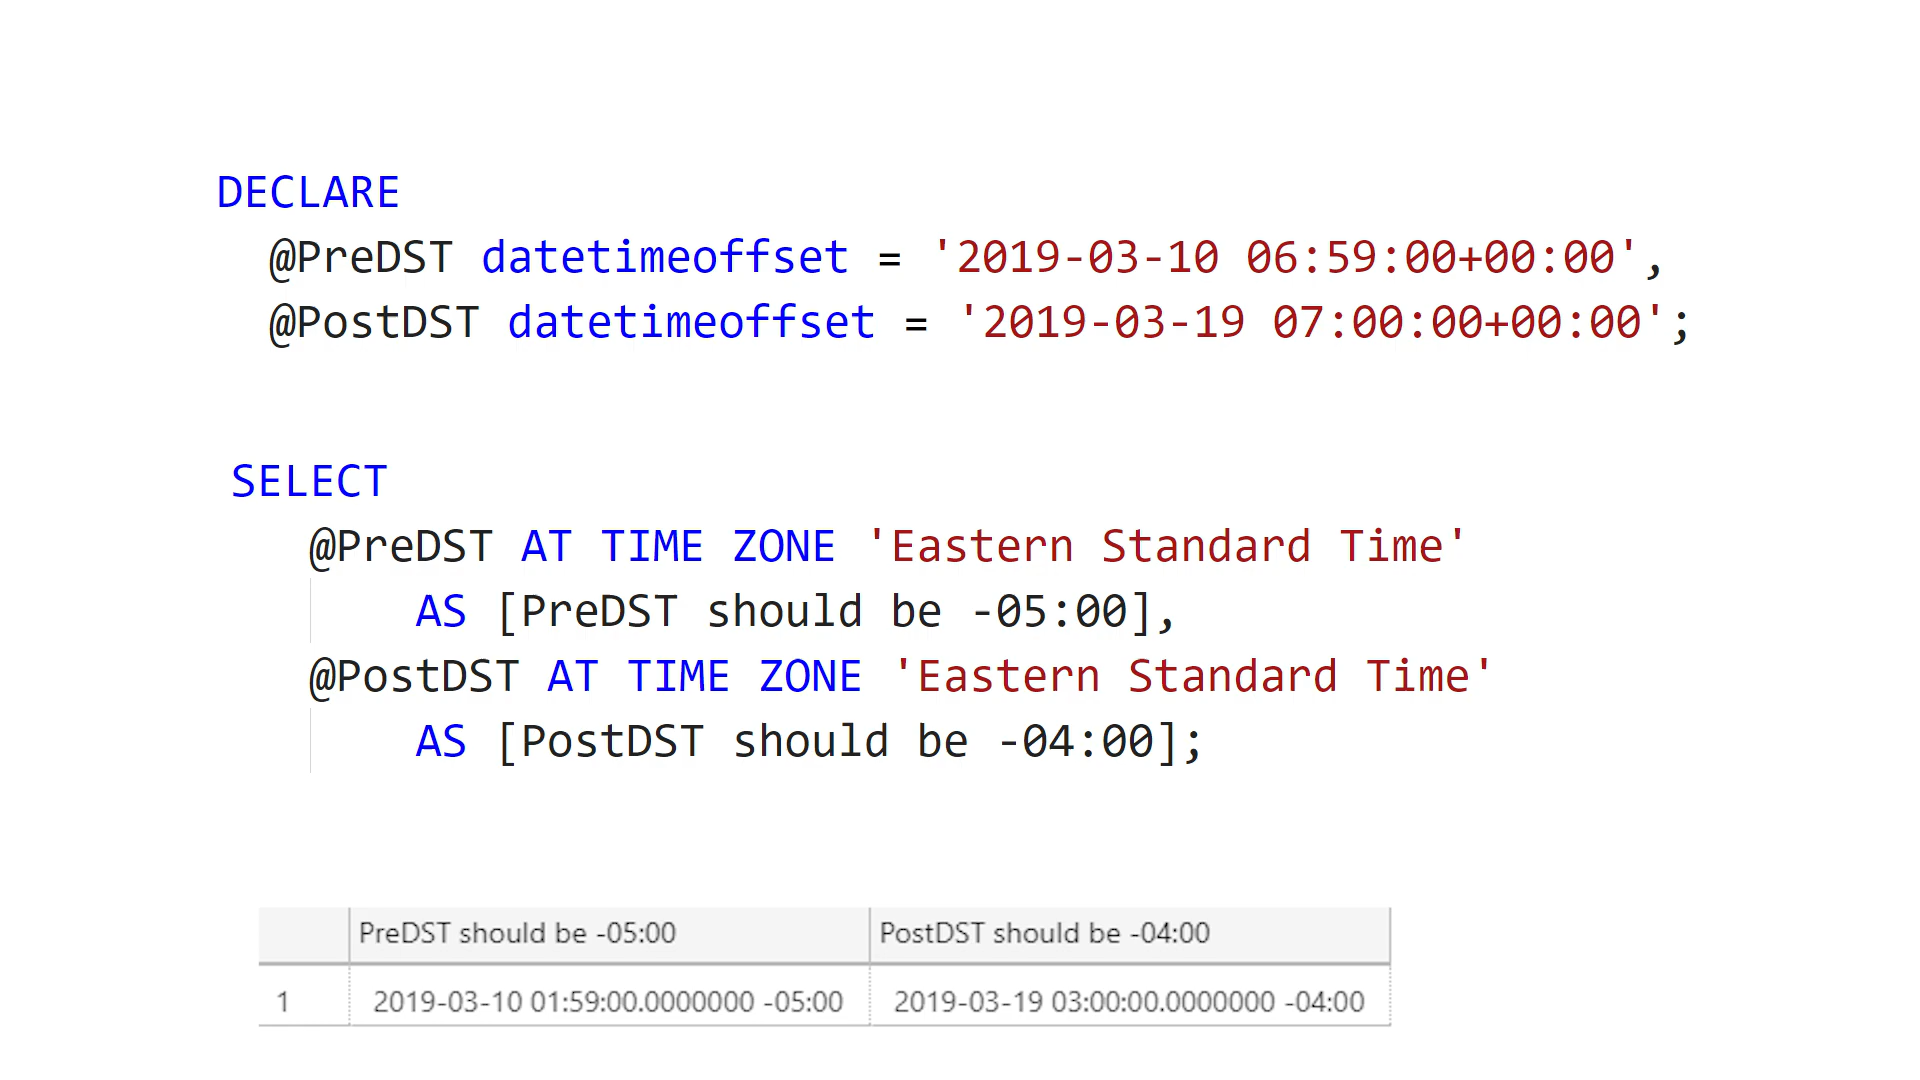 DECLARE
@PreDST datetimeoffset = '2019-03-10 06:59:00+00:00',
@PostDST datetimeoffset = '2019-03-19 07:00:00+00:00';
SELECT
@PreDST AT TIME ZONE 'Eastern Standard Time'
AS [PreDST should be -05:00],
@PostDST AT TIME ZONE 'Eastern Standard Time'
AS [PostDST should be -04:00];
PreDST should be -05:00 PostDST should be -04:00
1 2019-03-10 01:59:00.0000000 -05:00 2019-03-19 03:00:00.0000000 -04:00